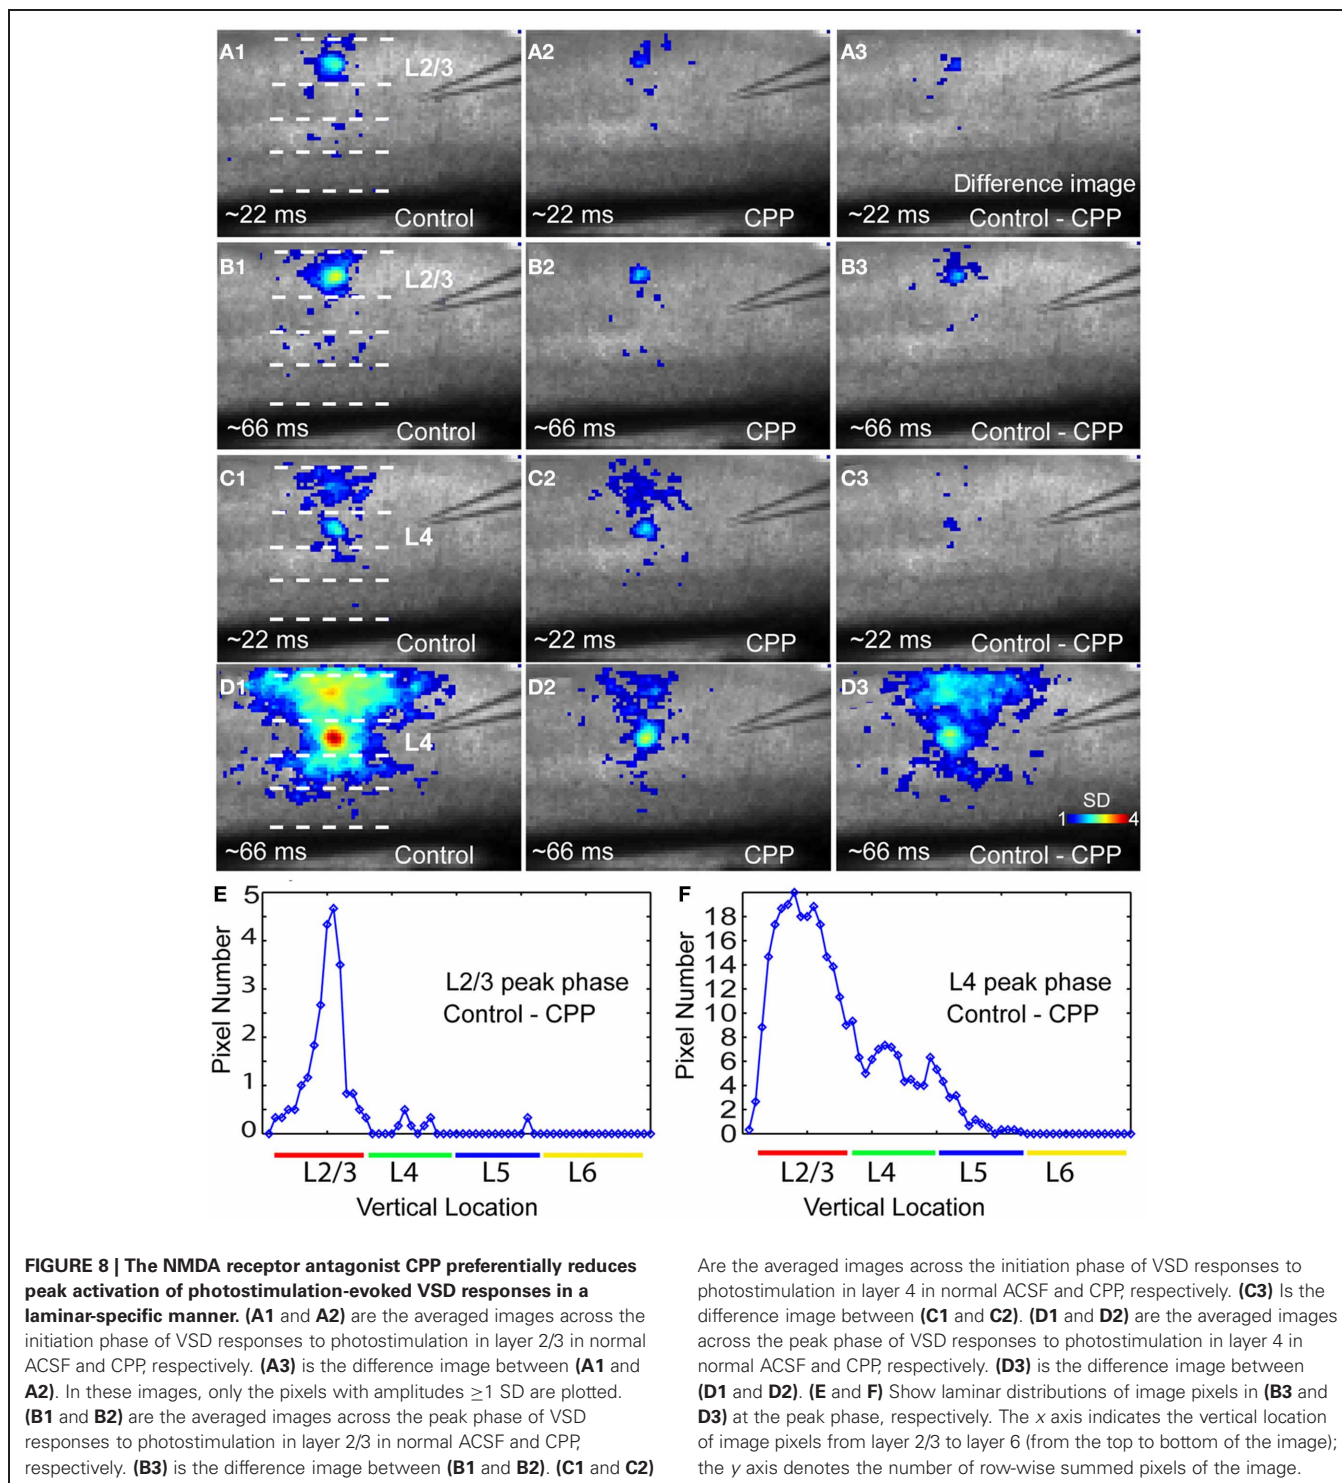 A1
L2/3
~22 ms
Control
A2
~22 ms
CPP
A3
Difference image
~22 ms
Control - CPP
B1
L2/3
~66 ms
Control
B2
~66 ms
CPP
B3
~66 ms
Control - CPP
C1
L4
~22 ms
Control
C2
~22 ms
CPP
C3
~22 ms
Control - CPP
D1
L4
~66 ms
Control
D2
~66 ms
CPP
D3
SD
1 4
~66 ms
Control - CPP
E
5
4
3
2
1
0
Pixel Number
L2/3 peak phase
Control - CPP
L2/3 L4 L5 L6
Vertical Location
F
18
16
14
12
10
8
6
4
2
0
Pixel Number
L4 peak phase
Control - CPP
L2/3 L4 L5 L6
Vertical Location
FIGURE 8 | The NMDA receptor antagonist CPP preferentially reduces
peak activation of photostimulation-evoked VSD responses in a
laminar-specific manner. (A1 and A2) are the averaged images across the
initiation phase of VSD responses to photostimulation in layer 2/3 in normal
ACSF and CPP, respectively. (A3) is the difference image between (A1 and
A2). In these images, only the pixels with amplitudes ≥1 SD are plotted.
(B1 and B2) are the averaged images across the peak phase of VSD
responses to photostimulation in layer 2/3 in normal ACSF and CPP,
respectively. (B3) is the difference image between (B1 and B2). (C1 and C2)
Are the averaged images across the initiation phase of VSD responses to
photostimulation in layer 4 in normal ACSF and CPP, respectively. (C3) Is the
difference image between (C1 and C2). (D1 and D2) are the averaged images
across the peak phase of VSD responses to photostimulation in layer 4 in
normal ACSF and CPP, respectively. (D3) is the difference image between
(D1 and D2). (E and F) Show laminar distributions of image pixels in (B3 and
D3) at the peak phase, respectively. The x axis indicates the vertical location
of image pixels from layer 2/3 to layer 6 (from the top to bottom of the image);
the y axis denotes the number of row-wise summed pixels of the image.